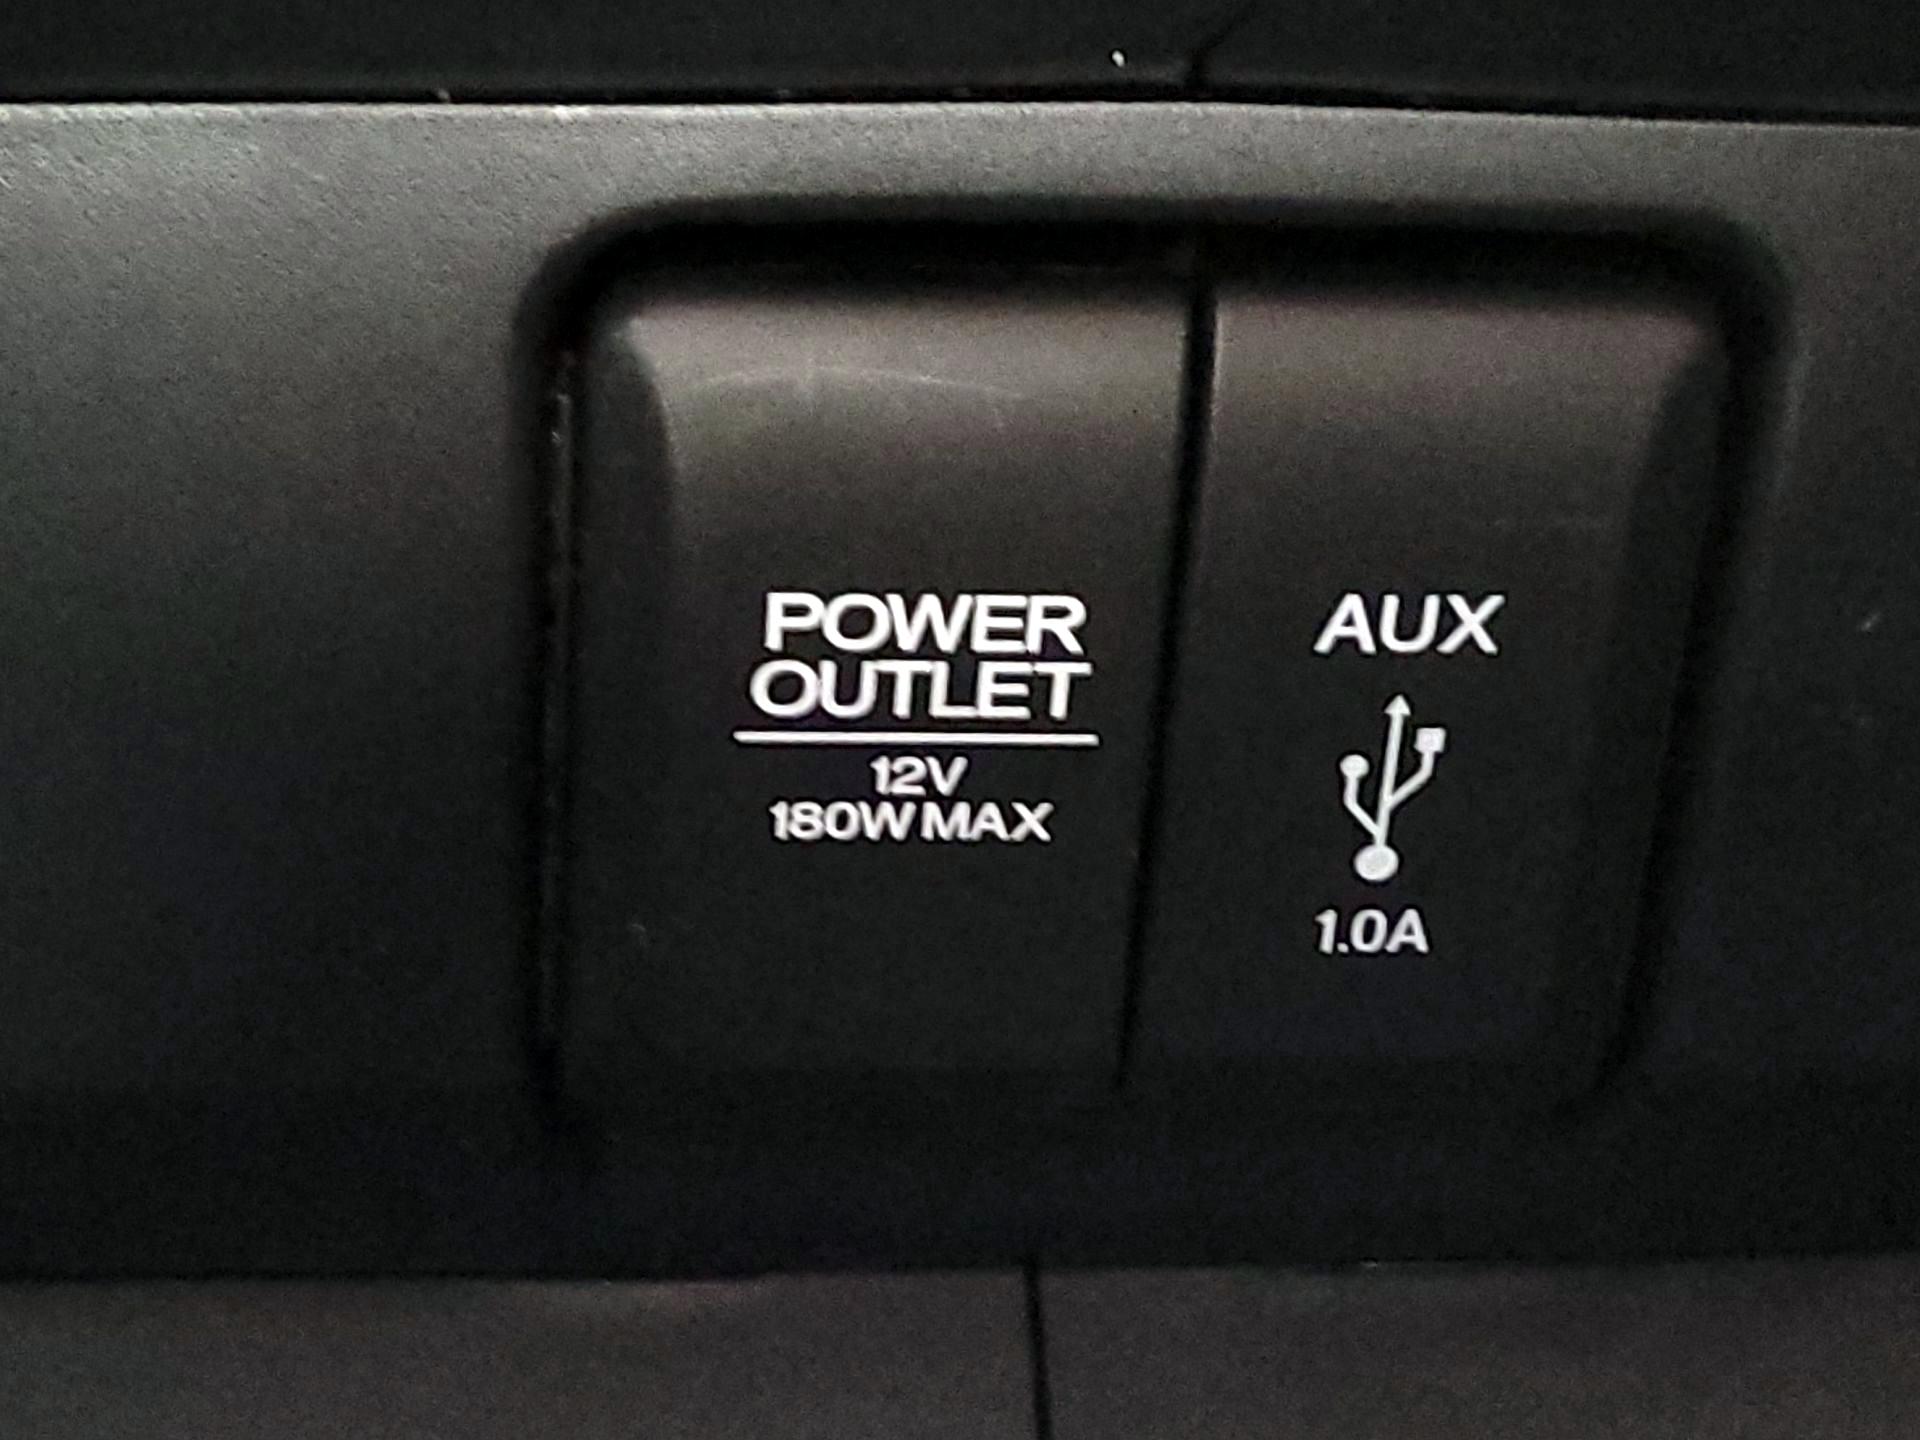 POWER
OUTLET
12V
180W MAX
AUX
1.0A